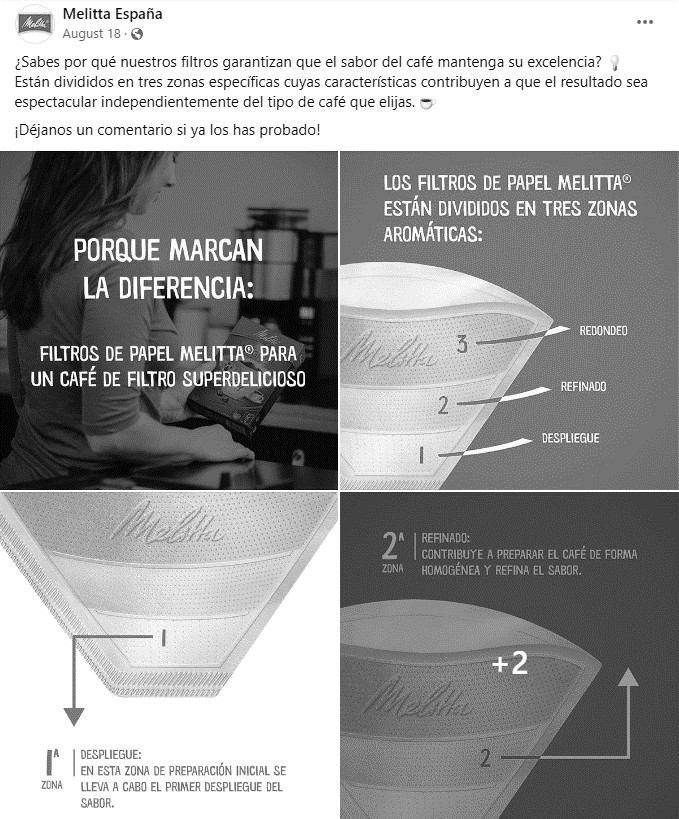 Melitta España
August 18 ·
¿Sabes por qué nuestros filtros garantizan que el sabor del café mantenga su excelencia? 💡
Están divididos en tres zonas específicas cuyas características contribuyen a que el resultado sea
espectacular independientemente del tipo de café que elijas. ☕
¡Déjanos un comentario si ya los has probado!
PORQUE MARCAN
LA DIFERENCIA:
FILTROS DE PAPEL MELITTA® PARA
UN CAFÉ DE FILTRO SUPERDELICIOSO
LOS FILTROS DE PAPEL MELITTA®
ESTÁN DIVIDIDOS EN TRES ZONAS
AROMÁTICAS:
Melitta
3 REDONDEO
2 REFINADO
1 DESPLIEGUE
Melitta
1
1ª ZONA
DESPLIEGUE:
EN ESTA ZONA DE PREPARACIÓN INICIAL SE
LLEVA A CABO EL PRIMER DESPLIEGUE DEL
SABOR.
2ª ZONA
REFINADO:
CONTRIBUYE A PREPARAR EL CAFÉ DE FORMA
HOMOGÉNEA Y REFINA EL SABOR.
+2
Melitta
2